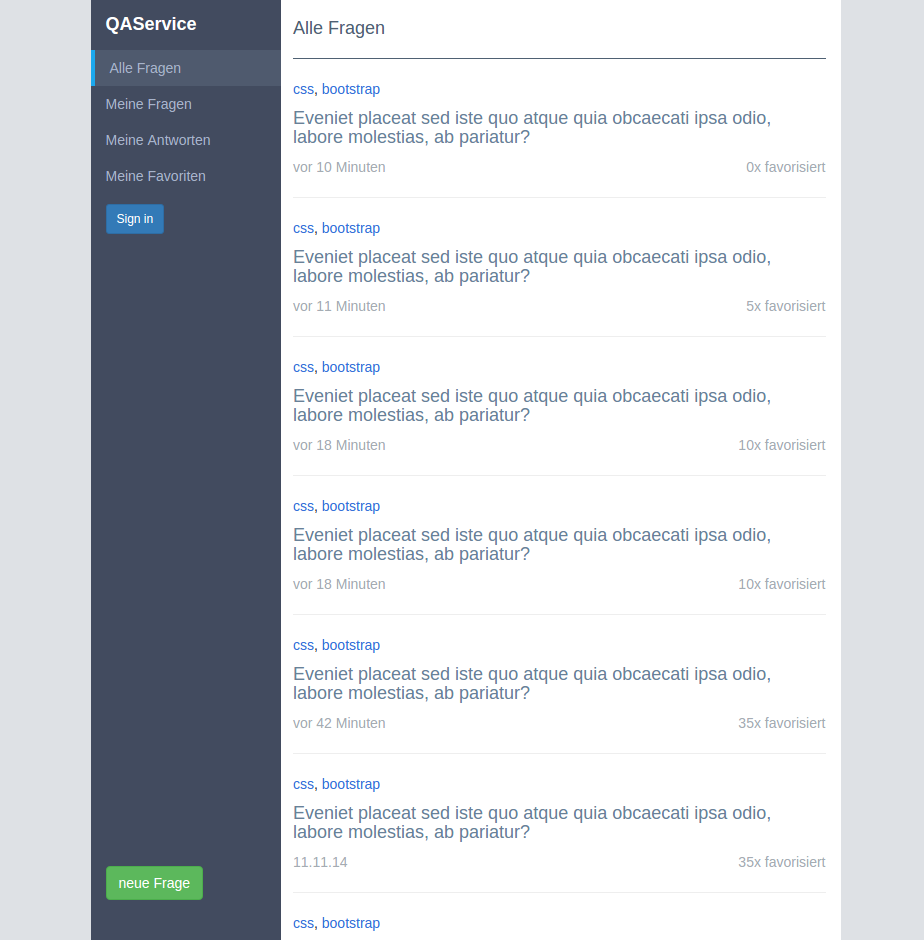 QAService
Alle Fragen
Meine Fragen
Meine Antworten
Meine Favoriten
Sign in
neue Frage
Alle Fragen
css, bootstrap
Eveniet placeat sed iste quo atque quia obcaecati ipsa odio,
labore molestias, ab pariatur?
vor 10 Minuten 0x favorisiert
css, bootstrap
Eveniet placeat sed iste quo atque quia obcaecati ipsa odio,
labore molestias, ab pariatur?
vor 11 Minuten 5x favorisiert
css, bootstrap
Eveniet placeat sed iste quo atque quia obcaecati ipsa odio,
labore molestias, ab pariatur?
vor 18 Minuten 10x favorisiert
css, bootstrap
Eveniet placeat sed iste quo atque quia obcaecati ipsa odio,
labore molestias, ab pariatur?
vor 18 Minuten 10x favorisiert
css, bootstrap
Eveniet placeat sed iste quo atque quia obcaecati ipsa odio,
labore molestias, ab pariatur?
vor 42 Minuten 35x favorisiert
css, bootstrap
Eveniet placeat sed iste quo atque quia obcaecati ipsa odio,
labore molestias, ab pariatur?
11.11.14 35x favorisiert
css, bootstrap